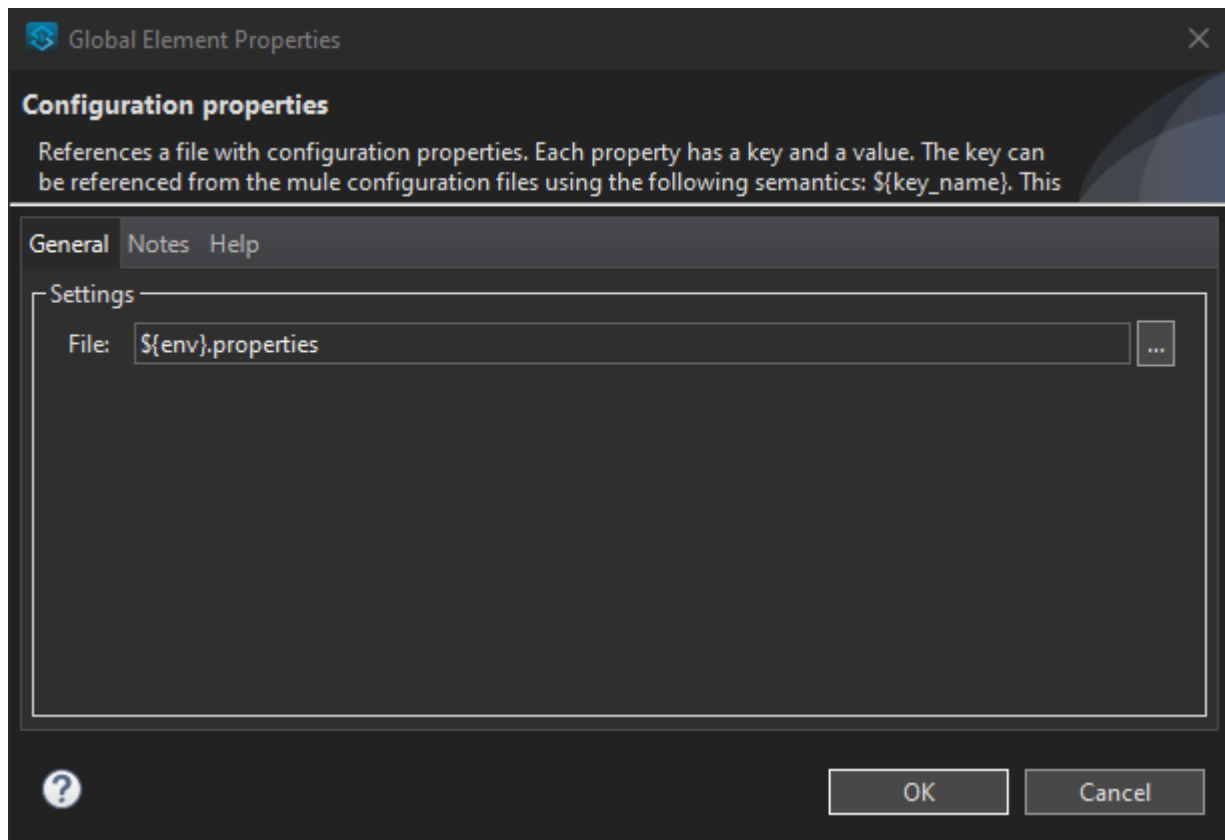 Global Element Properties
Configuration properties
References a file with configuration properties. Each property has a key and a value. The key can
be referenced from the mule configuration files using the following semantics: ${key_name}. This
General Notes Help
Settings
File: ${env}.properties ...
?
OK Cancel